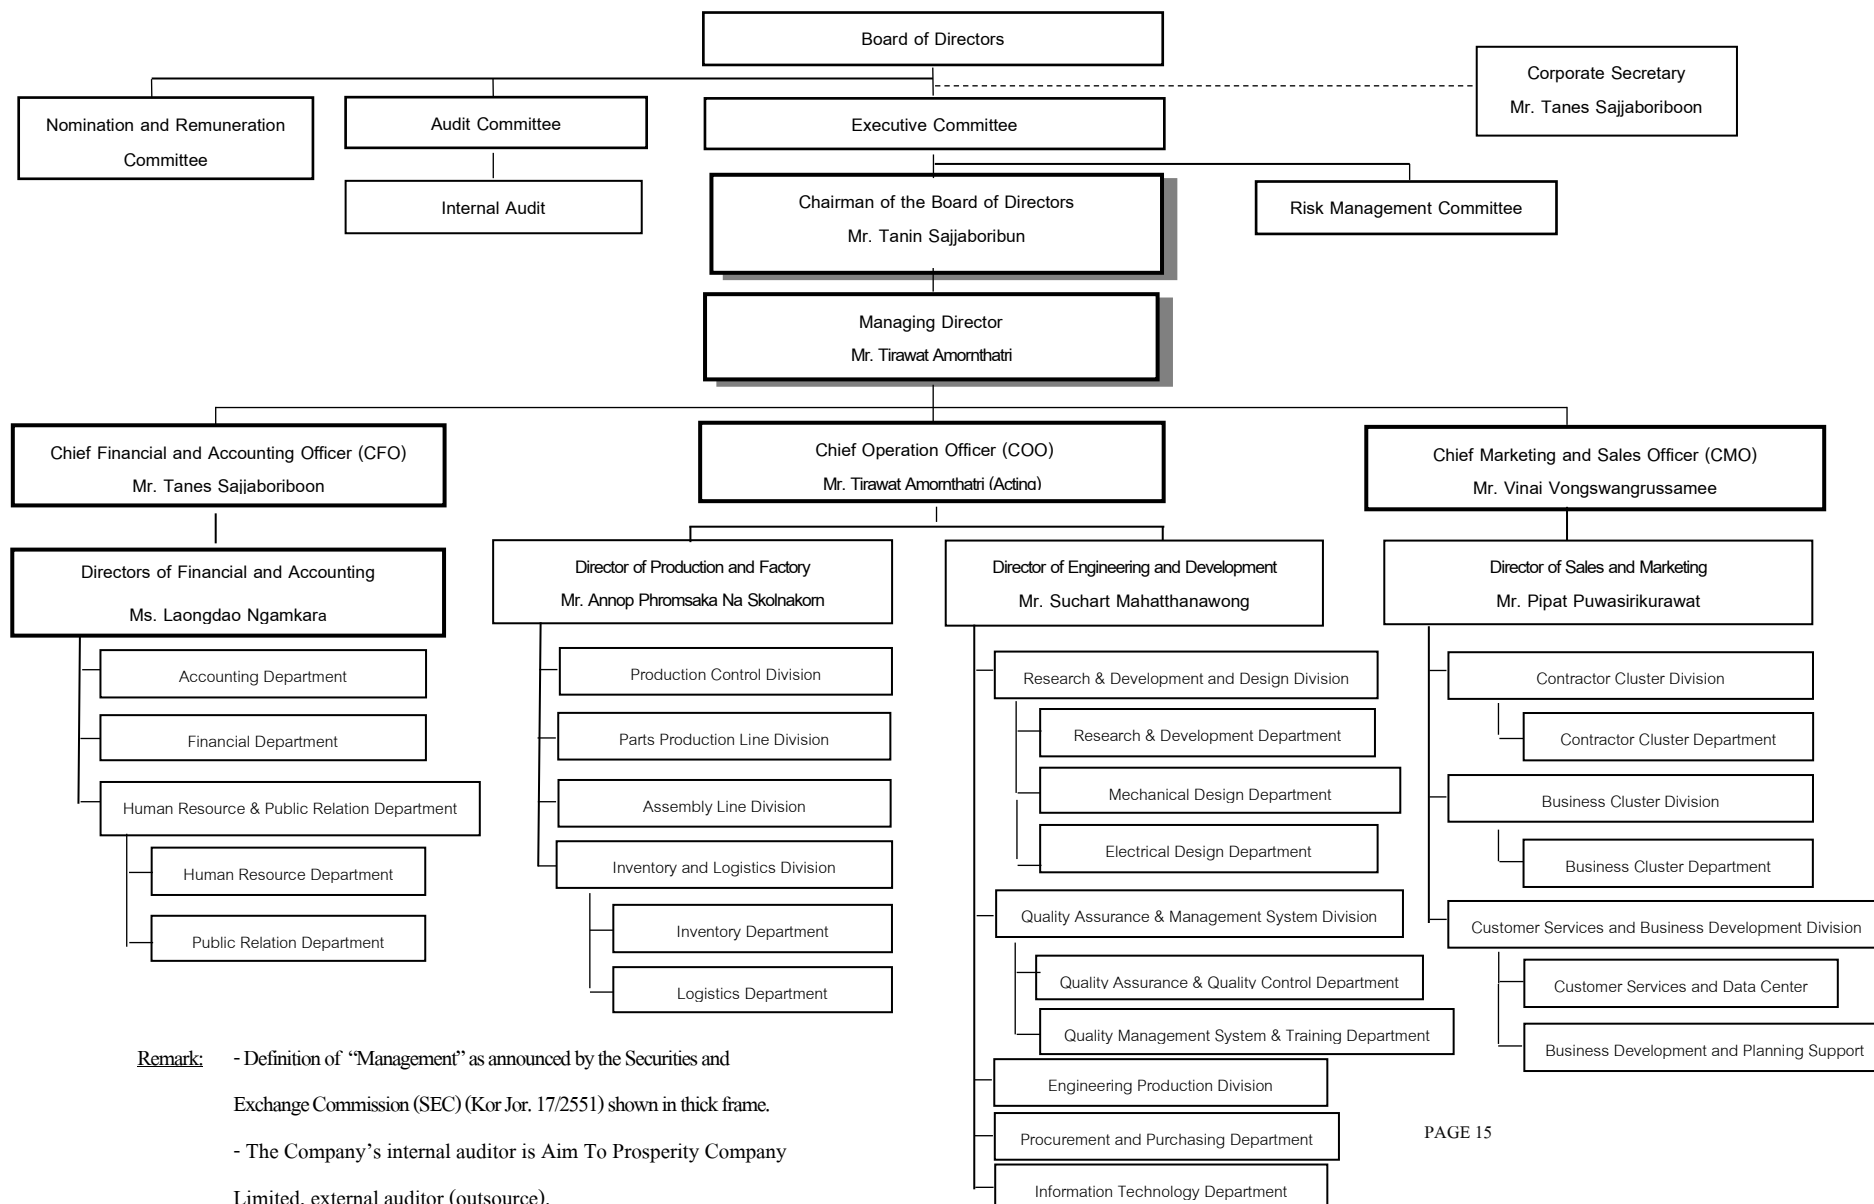 Board of Directors
Corporate Secretary
Mr. Tanes Sajjaboriboon
Nomination and Remuneration
Committee
Audit Committee
Executive Committee
Internal Audit
Chairman of the Board of Directors
Mr. Tanin Sajjaboribun
Risk Management Committee
Managing Director
Mr. Tirawat Amornthatri
Chief Financial and Accounting Officer (CFO)
Mr. Tanes Sajjaboriboon
Chief Operation Officer (COO)
Mr. Tirawat Amornthatri (Acting)
Chief Marketing and Sales Officer (CMO)
Mr. Vinai Vongswangrussamee
Directors of Financial and Accounting
Ms. Laongdao Ngamkara
Director of Production and Factory
Mr. Annop Phromsaka Na Skolnakorn
Director of Engineering and Development
Mr. Suchart Mahatthanawong
Director of Sales and Marketing
Mr. Pipat Puwasirikurawat
Accounting Department
Financial Department
Human Resource & Public Relation Department
Human Resource Department
Public Relation Department
Production Control Division
Parts Production Line Division
Assembly Line Division
Inventory and Logistics Division
Inventory Department
Logistics Department
Research & Development and Design Division
Research & Development Department
Mechanical Design Department
Electrical Design Department
Quality Assurance & Management System Division
Quality Assurance & Quality Control Department
Quality Management System & Training Department
Engineering Production Division
Procurement and Purchasing Department
Information Technology Department
Contractor Cluster Division
Contractor Cluster Department
Business Cluster Division
Business Cluster Department
Customer Services and Business Development Division
Customer Services and Data Center
Business Development and Planning Support
Remark: - Definition of “Management” as announced by the Securities and
Exchange Commission (SEC) (Kor Jor. 17/2551) shown in thick frame.
- The Company’s internal auditor is Aim To Prosperity Company
Limited, external auditor (outsource).
PAGE 15